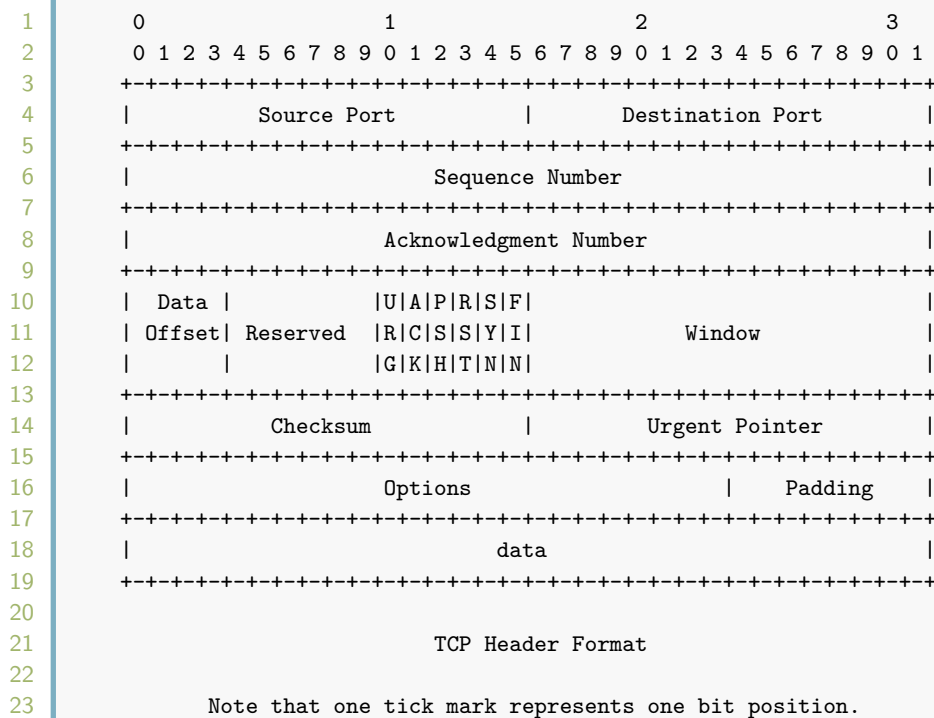 1          0                   1                   2                   3
2          0 1 2 3 4 5 6 7 8 9 0 1 2 3 4 5 6 7 8 9 0 1 2 3 4 5 6 7 8 9 0 1
3         +-+-+-+-+-+-+-+-+-+-+-+-+-+-+-+-+-+-+-+-+-+-+-+-+-+-+-+-+-+-+-+-+
4         |          Source Port          |       Destination Port        |
5         +-+-+-+-+-+-+-+-+-+-+-+-+-+-+-+-+-+-+-+-+-+-+-+-+-+-+-+-+-+-+-+-+
6         |                        Sequence Number                        |
7         +-+-+-+-+-+-+-+-+-+-+-+-+-+-+-+-+-+-+-+-+-+-+-+-+-+-+-+-+-+-+-+-+
8         |                    Acknowledgment Number                      |
9         +-+-+-+-+-+-+-+-+-+-+-+-+-+-+-+-+-+-+-+-+-+-+-+-+-+-+-+-+-+-+-+-+
10        |  Data |           |U|A|P|R|S|F|                               |
11        | Offset| Reserved  |R|C|S|S|Y|I|            Window             |
12        |       |           |G|K|H|T|N|N|                               |
13        +-+-+-+-+-+-+-+-+-+-+-+-+-+-+-+-+-+-+-+-+-+-+-+-+-+-+-+-+-+-+-+-+
14        |           Checksum            |         Urgent Pointer        |
15        +-+-+-+-+-+-+-+-+-+-+-+-+-+-+-+-+-+-+-+-+-+-+-+-+-+-+-+-+-+-+-+-+
16        |                    Options                    |    Padding    |
17        +-+-+-+-+-+-+-+-+-+-+-+-+-+-+-+-+-+-+-+-+-+-+-+-+-+-+-+-+-+-+-+-+
18        |                             data                              |
19        +-+-+-+-+-+-+-+-+-+-+-+-+-+-+-+-+-+-+-+-+-+-+-+-+-+-+-+-+-+-+-+-+
20
21                                 TCP Header Format
22
23               Note that one tick mark represents one bit position.